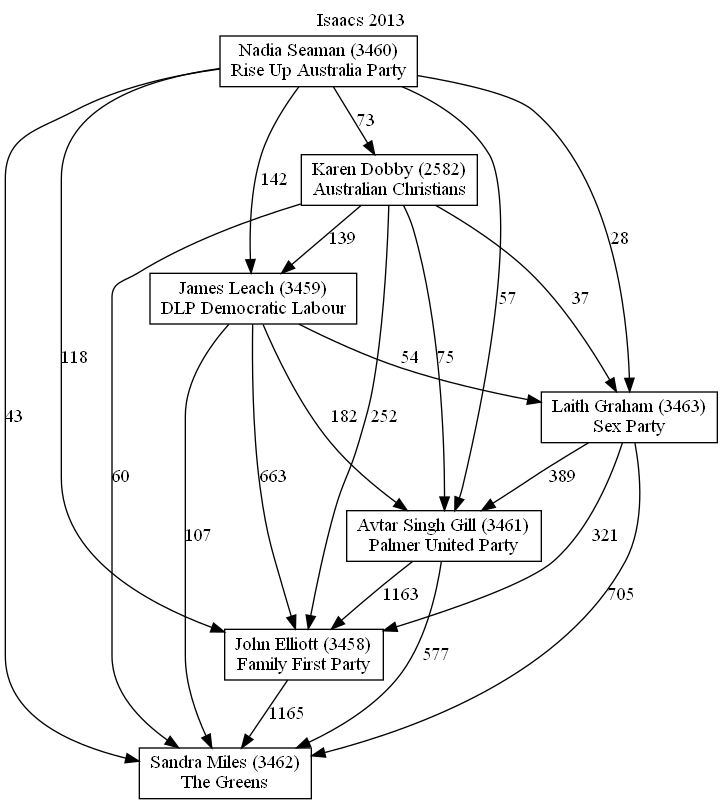 Isaacs 2013
Nadia Seaman (3460)
Rise Up Australia Party
73
Karen Dobby (2582)
Australian Christians
142
139
28
James Leach (3459)
DLP Democratic Labour
57
37
118
54
75
Laith Graham (3463)
Sex Party
43
182
252
60
663
389
107
Avtar Singh Gill (3461)
Palmer United Party
321
1163
705
John Elliott (3458)
Family First Party
577
1165
Sandra Miles (3462)
The Greens